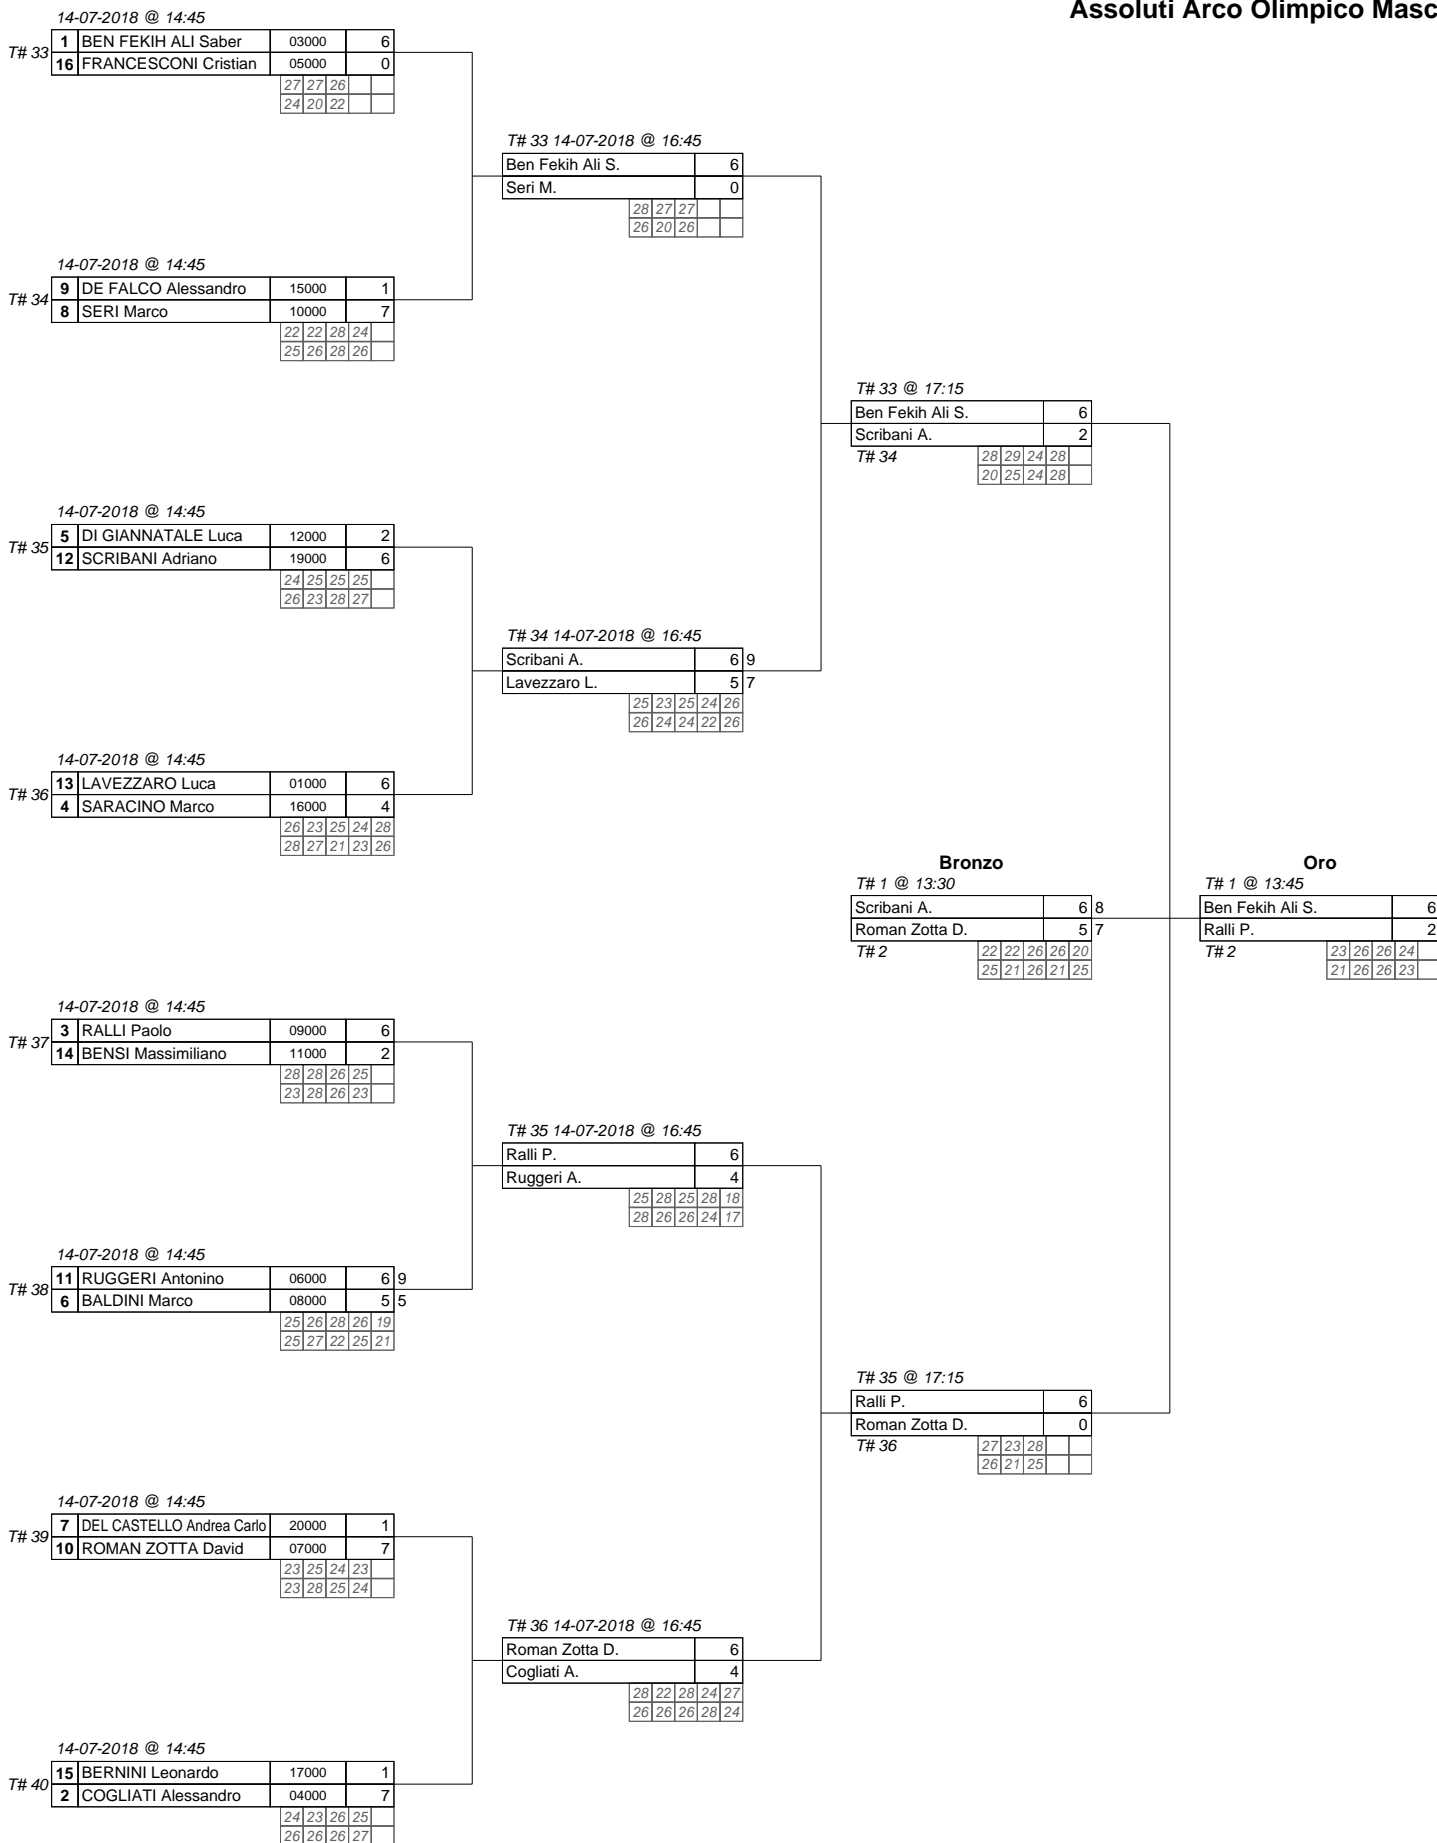 Assoluti Arco Olimpico Masc
14-07-2018 @ 14:45
T# 33
1 BEN FEKIH ALI Saber 03000 6
16 FRANCESCONI Cristian 05000 0
27 27 26
24 20 22
T# 33 14-07-2018 @ 16:45
Ben Fekih Ali S. 6
Seri M. 0
28 27 27
26 20 26
14-07-2018 @ 14:45
T# 34
9 DE FALCO Alessandro 15000 1
8 SERI Marco 10000 7
22 22 28 24
25 26 28 26
T# 33 @ 17:15
Ben Fekih Ali S. 6
Scribani A. 2
T# 34 28 29 24 28
20 25 24 28
14-07-2018 @ 14:45
T# 35
5 DI GIANNATALE Luca 12000 2
12 SCRIBANI Adriano 19000 6
24 25 25 25
26 23 28 27
T# 34 14-07-2018 @ 16:45
Scribani A. 6 9
Lavezzaro L. 5 7
25 23 25 24 26
26 24 24 22 26
14-07-2018 @ 14:45
T# 36
13 LAVEZZARO Luca 01000 6
4 SARACINO Marco 16000 4
26 23 25 24 28
28 27 21 23 26
Bronzo
T# 1 @ 13:30
Scribani A. 6 8
Roman Zotta D. 5 7
T# 2 22 22 26 26 20
25 21 26 21 25
Oro
T# 1 @ 13:45
Ben Fekih Ali S. 6
Ralli P. 2
T# 2 23 26 26 24
21 26 26 23
14-07-2018 @ 14:45
T# 37
3 RALLI Paolo 09000 6
14 BENSI Massimiliano 11000 2
28 28 26 25
23 28 26 23
T# 35 14-07-2018 @ 16:45
Ralli P. 6
Ruggeri A. 4
25 28 25 28 18
28 26 26 24 17
14-07-2018 @ 14:45
T# 38
11 RUGGERI Antonino 06000 6 9
6 BALDINI Marco 08000 5 5
25 26 28 26 19
25 27 22 25 21
T# 35 @ 17:15
Ralli P. 6
Roman Zotta D. 0
T# 36 27 23 28
26 21 25
14-07-2018 @ 14:45
T# 39
7 DEL CASTELLO Andrea Carlo 20000 1
10 ROMAN ZOTTA David 07000 7
23 25 24 23
23 28 25 24
T# 36 14-07-2018 @ 16:45
Roman Zotta D. 6
Cogliati A. 4
28 22 28 24 27
26 26 26 28 24
14-07-2018 @ 14:45
T# 40
15 BERNINI Leonardo 17000 1
2 COGLIATI Alessandro 04000 7
24 23 26 25
26 26 26 27